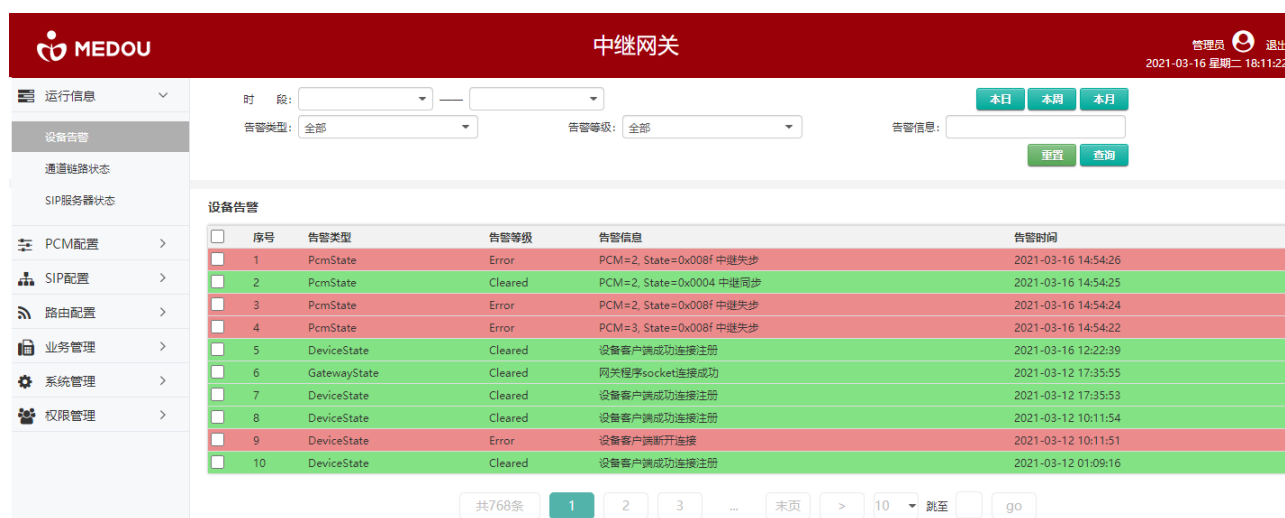 MEDOU
中继网关
管理员 退出
2021-03-16 星期二 18:11:22
运行信息
设备告警
通道链路状态
SIP服务器状态
PCM配置
SIP配置
路由配置
业务管理
系统管理
权限管理
时 段: —— 本日 本周 本月
告警类型: 全部 告警等级: 全部 告警信息:
重置 查询
设备告警
序号 告警类型 告警等级 告警信息 告警时间
1 PcmState Error PCM=2, State=0x008f 中继失步 2021-03-16 14:54:26
2 PcmState Cleared PCM=2, State=0x0004 中继同步 2021-03-16 14:54:25
3 PcmState Error PCM=2, State=0x008f 中继失步 2021-03-16 14:54:24
4 PcmState Error PCM=3, State=0x008f 中继失步 2021-03-16 14:54:22
5 DeviceState Cleared 设备客户端成功连接注册 2021-03-16 12:22:39
6 GatewayState Cleared 网关程序socket连接成功 2021-03-12 17:35:55
7 DeviceState Cleared 设备客户端成功连接注册 2021-03-12 17:35:53
8 DeviceState Cleared 设备客户端成功连接注册 2021-03-12 10:11:54
9 DeviceState Error 设备客户端断开连接 2021-03-12 10:11:51
10 DeviceState Cleared 设备客户端成功连接注册 2021-03-12 01:09:16
共768条 1 2 3 ... 末页 > 10 跳至 go